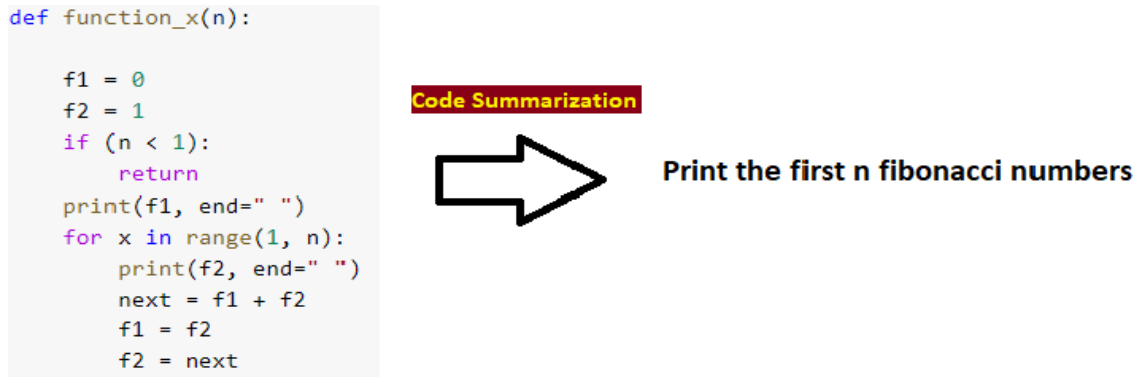 def function_x(n):
    f1 = 0
    f2 = 1
    if (n < 1):
        return
    print(f1, end=" ")
    for x in range(1, n):
        print(f2, end=" ")
        next = f1 + f2
        f1 = f2
        f2 = next
Code Summarization
Print the first n fibonacci numbers